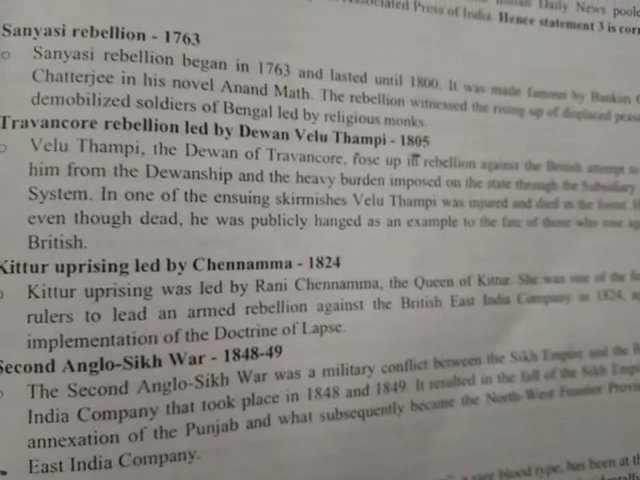 Daily News
ociated Press of India. Hence statement 3 is
Sanyasi rebellion - 1763
Sanyasi rebellion began in 1763 and lasted until 1800. It was made famous by Bankim
Chatterjee in his novel Anand Math. The rebellion witnessed the rising up of displaced
demobilized soldiers of Bengal led by religious monks.
Travancore rebellion led by Dewan Velu Thampi - 1805
Velu Thampi, the Dewan of Travancore, rose up in rebellion against the British attempt
him from the Dewanship and the heavy burden imposed on the state through the Subsidiary
System. In one of the ensuing skirmishes Velu Thampi was injured and died in the forest.
even though dead, he was publicly hanged as an example to the fate of those who
British.
Kittur uprising led by Chennamma - 1824
Kittur uprising was led by Rani Chennamma, the Queen of Kittur. She was one of the
rulers to lead an armed rebellion against the British East India Company in 1824,
implementation of the Doctrine of Lapse.
Second Anglo-Sikh War - 1848-49
The Second Anglo-Sikh War was a military conflict between the Sikh Empire and the
India Company that took place in 1848 and 1849. It resulted in the fall of the Sikh
annexation of the Punjab and what subsequently became the North-West Frontier
East India Company.
a rare blood type, has been at